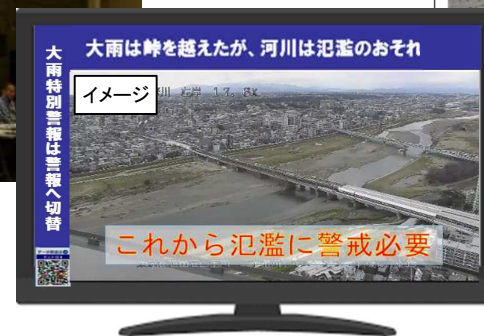 大雨は峠を越えたが、河川は氾濫のおそれ
大雨特別警報は警報へ切替
イメージ
これから氾濫に警戒必要